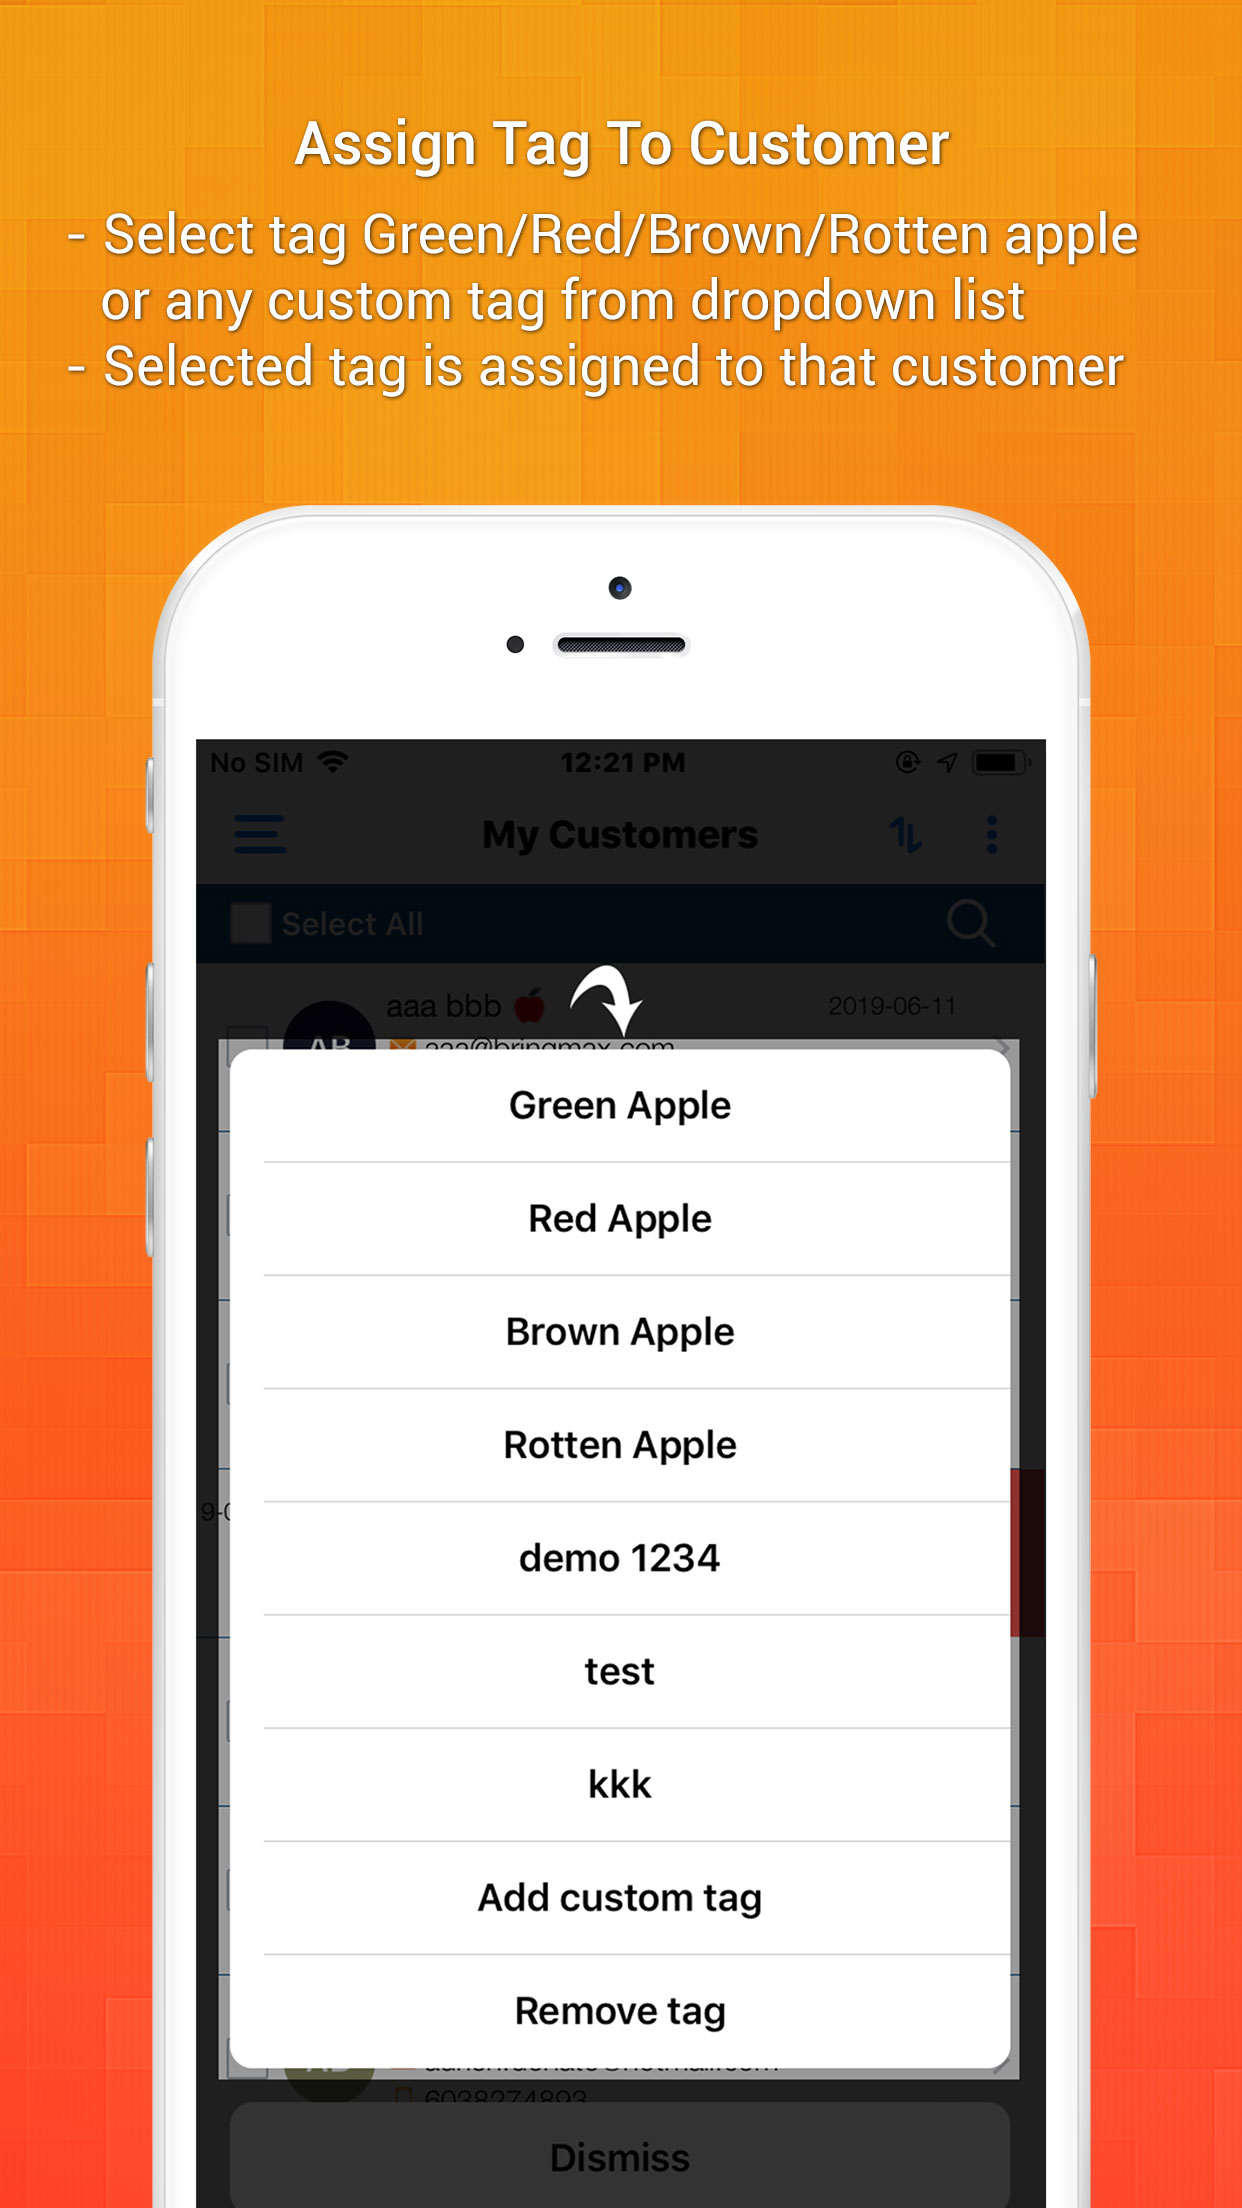 Assign Tag To Customer
- Select tag Green/Red/Brown/Rotten apple
or any custom tag from dropdown list
- Selected tag is assigned to that customer
No SIM 12:21 PM
My Customers
Select All
aaa bbb 2019-06-11
AB aaa@bringmax.com
Green Apple
Red Apple
Brown Apple
Rotten Apple
demo 1234
test
kkk
Add custom tag
Remove tag
6038274893
Dismiss